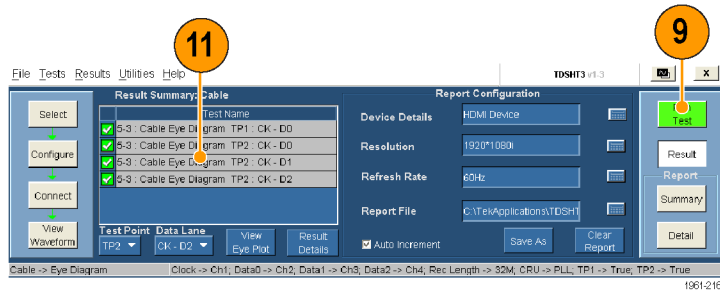 11
9
File Tests Results Utilities Help
TDSHT3 v1.3
x
Result Summary: Cable
Report Configuration
Select
Configure
Connect
View
Waveform
Test Name
5-3 : Cable Eye Diagram TP1 : CK - D0
5-3 : Cable Eye Diagram TP2 : CK - D0
5-3 : Cable Eye Diagram TP2 : CK - D1
5-3 : Cable Eye Diagram TP2 : CK - D2
Test Point Data Lane
TP2
CK - D2
View
Eye Plot
Result
Details
Device Details
HDMI Device
Resolution
1920*1080i
Refresh Rate
60Hz
Report File
C:\TekApplications\TDSHT
Auto Increment
Save As
Clear
Report
Test
Result
Report
Summary
Detail
Cable -> Eye Diagram
Clock -> Ch1; Data0 -> Ch2; Data1 -> Ch3; Data2 -> Ch4; Rec Length -> 32M; CRU -> PLL; TP1 -> True; TP2 -> True
1961-216